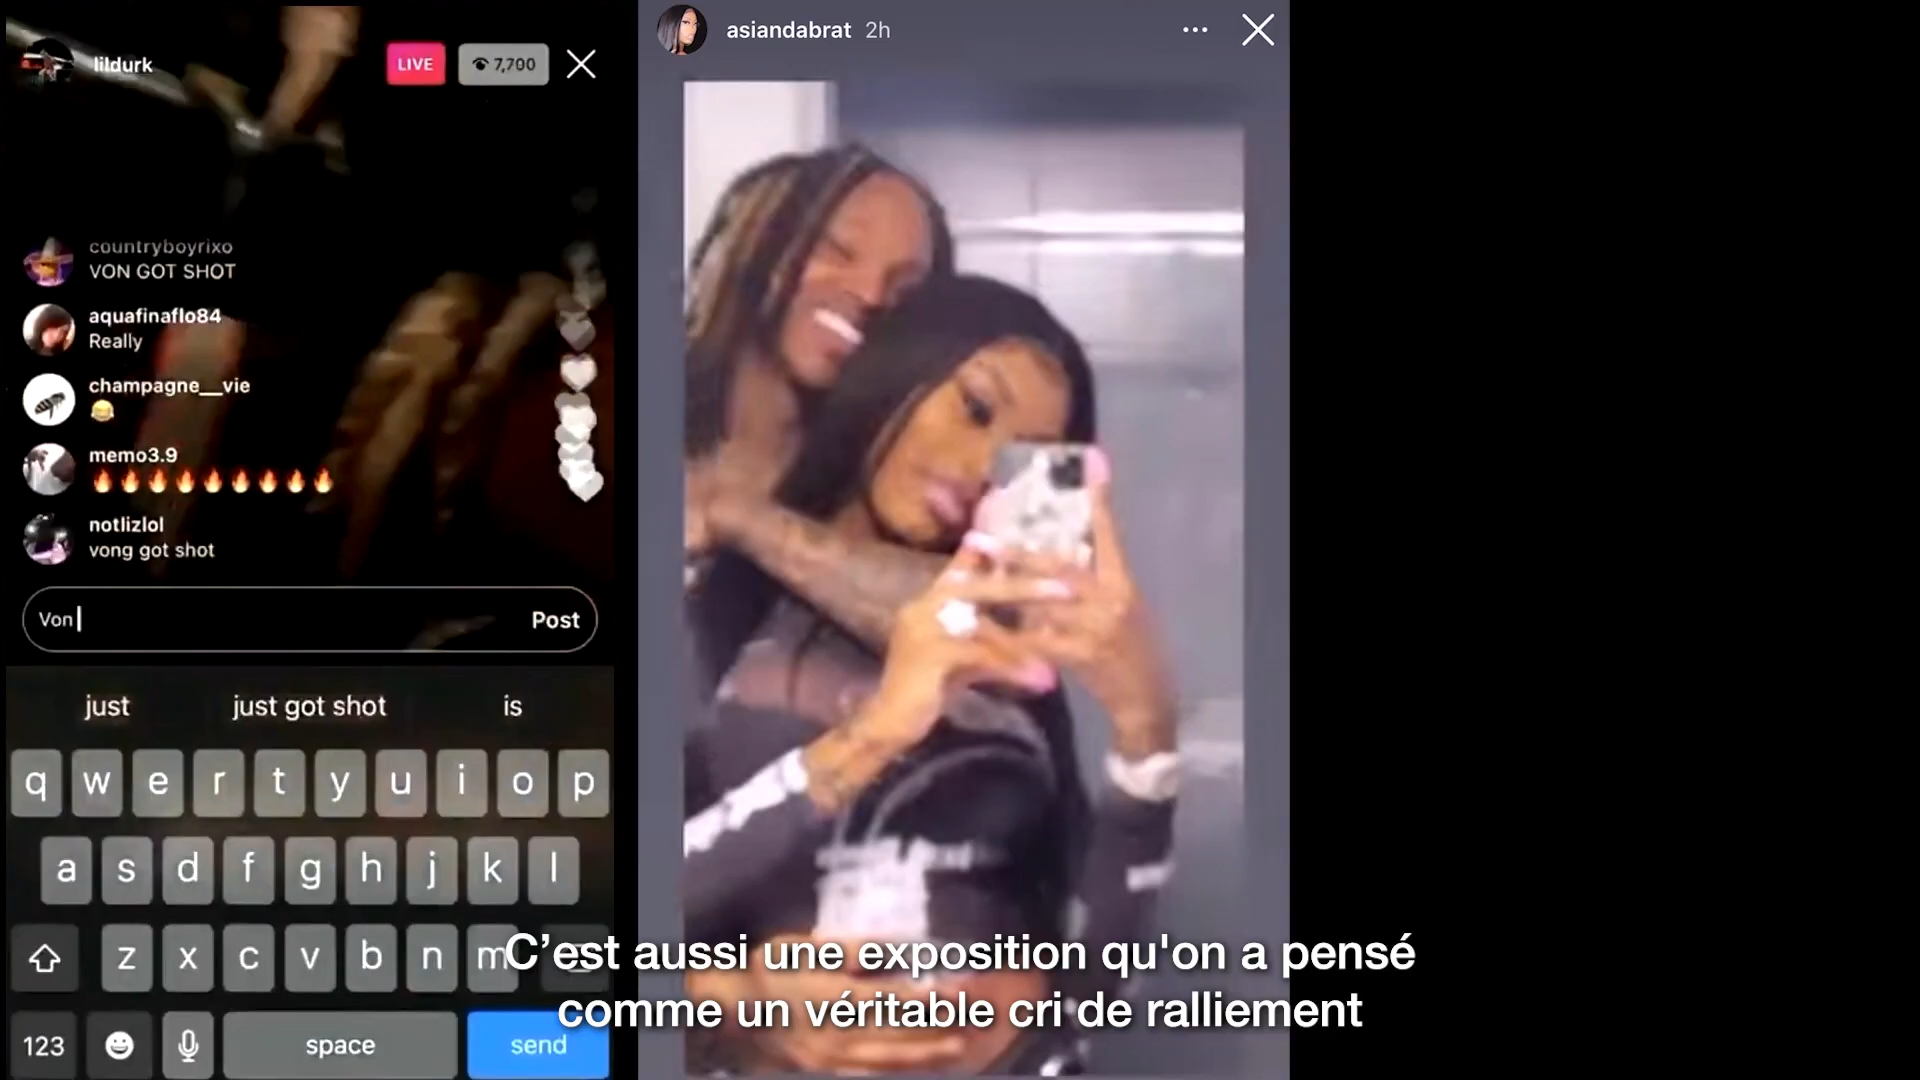 lildurk
LIVE
7,700
countryboyrixo
VON GOT SHOT
aquafinaflo84
Really
champagne__vie
😂
memo3.9
🔥🔥🔥🔥🔥🔥🔥🔥🔥
notlizlol
vong got shot
Von
Post
just just got shot is
q w e r t y u i o p
a s d f g h j k l
z x c v b n m
123 space send
asiandabrat 2h
C’est aussi une exposition qu'on a pensé
comme un véritable cri de ralliement